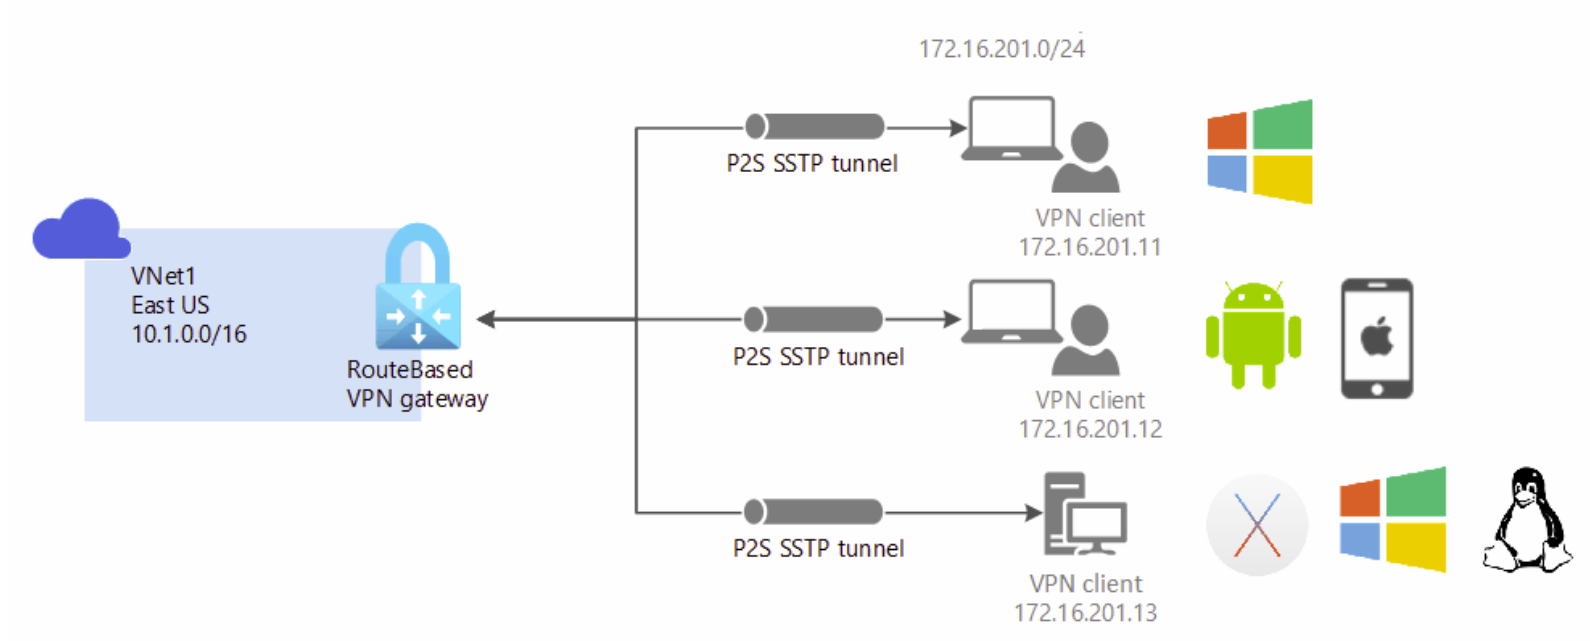 172.16.201.0/24
P2S SSTP tunnel
VPN client
172.16.201.11
VNet1
East US
10.1.0.0/16
RouteBased
VPN gateway
P2S SSTP tunnel
VPN client
172.16.201.12
P2S SSTP tunnel
VPN client
172.16.201.13